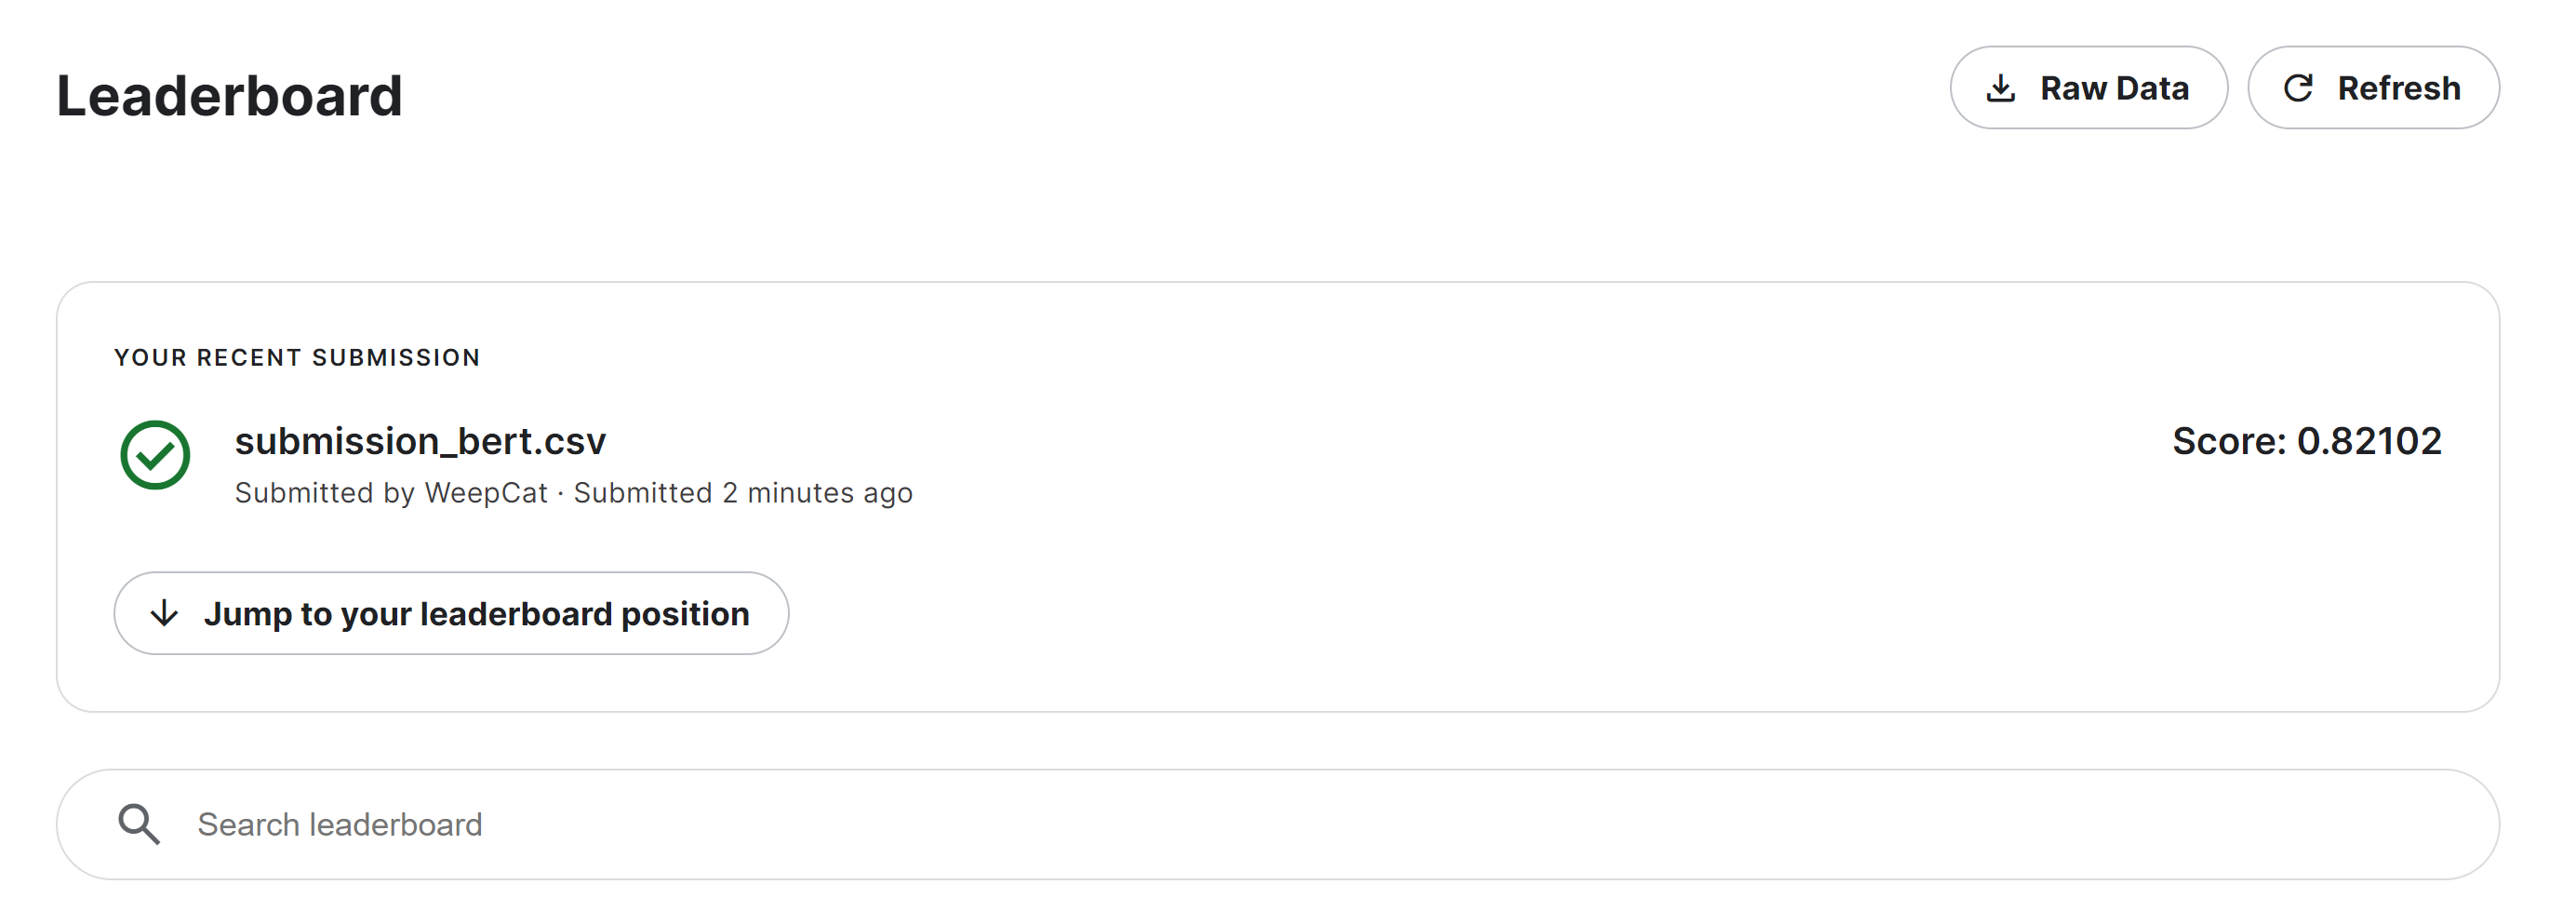 Leaderboard
Raw Data
Refresh
YOUR RECENT SUBMISSION
submission_bert.csv
Score: 0.82102
Submitted by WeepCat · Submitted 2 minutes ago
Jump to your leaderboard position
Search leaderboard